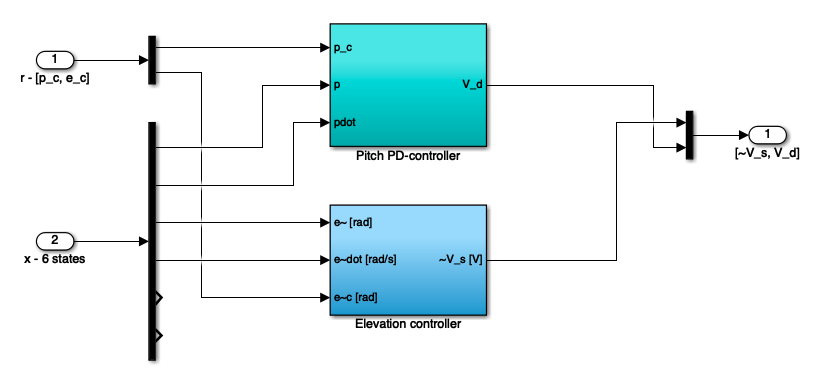 1
r - [p_c, e_c]
p_c
p
pdot
V_d
Pitch PD-controller
1
[~V_s, V_d]
2
x - 6 states
e~ [rad]
e~dot [rad/s]
e~c [rad]
~V_s [V]
Elevation controller